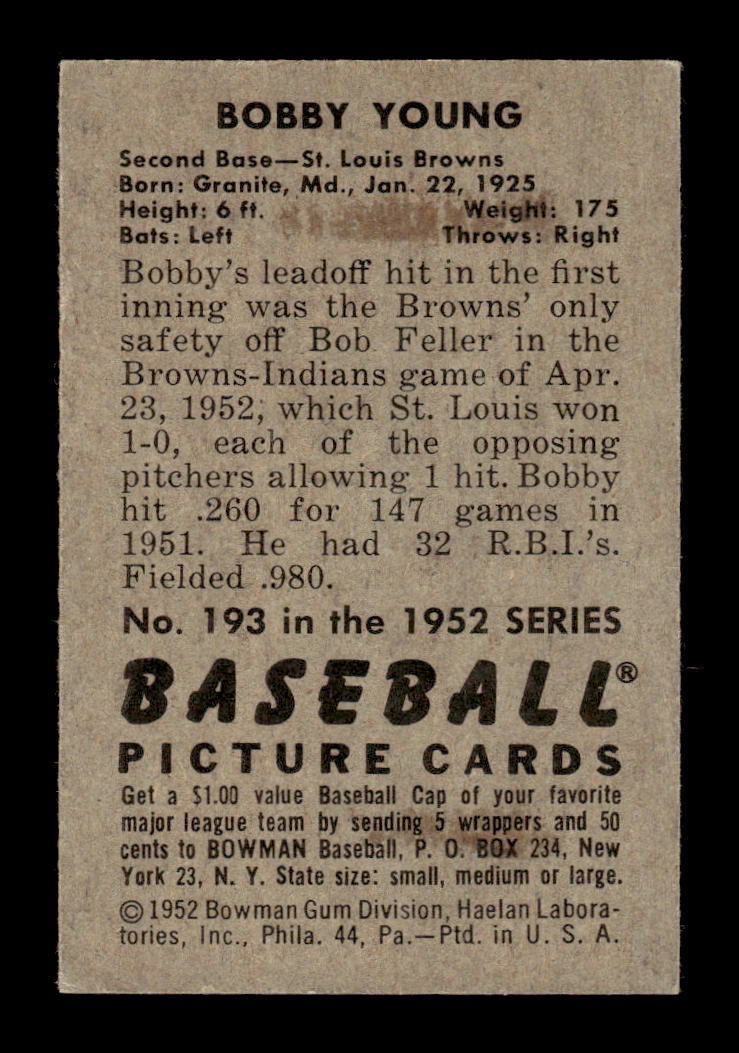 BOBBY YOUNG
Second Base—St. Louis Browns
Born: Granite, Md., Jan. 22, 1925
Height: 6 ft. Weight: 175
Bats: Left Throws: Right
Bobby's leadoff hit in the first
inning was the Browns' only
safety off Bob Feller in the
Browns-Indians game of Apr.
23, 1952, which St. Louis won
1-0, each of the opposing
pitchers allowing 1 hit. Bobby
hit .260 for 147 games in
1951. He had 32 R.B.I.'s.
Fielded .980.
No. 193 in the 1952 SERIES
BASEBALL®
PICTURE CARDS
Get a $1.00 value Baseball Cap of your favorite
major league team by sending 5 wrappers and 50
cents to BOWMAN Baseball, P. O. BOX 234, New
York 23, N. Y. State size: small, medium or large.
© 1952 Bowman Gum Division, Haelan Labora-
tories, Inc., Phila. 44, Pa.—Ptd. in U. S. A.